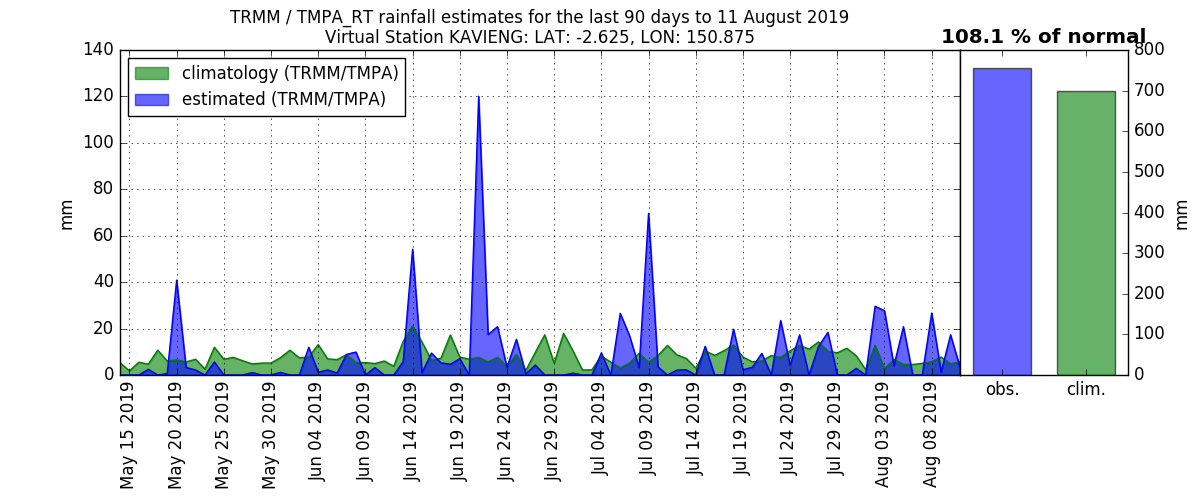 TRMM / TMPA_RT rainfall estimates for the last 90 days to 11 August 2019
Virtual Station KAVIENG: LAT: -2.625, LON: 150.875
108.1 % of normal
climatology (TRMM/TMPA)
estimated (TRMM/TMPA)
mm
140
120
100
80
60
40
20
0
May 15 2019
May 20 2019
May 25 2019
May 30 2019
Jun 04 2019
Jun 09 2019
Jun 14 2019
Jun 19 2019
Jun 24 2019
Jun 29 2019
Jul 04 2019
Jul 09 2019
Jul 14 2019
Jul 19 2019
Jul 24 2019
Jul 29 2019
Aug 03 2019
Aug 08 2019
obs.
clim.
800
700
600
500
400
300
200
100
0
mm